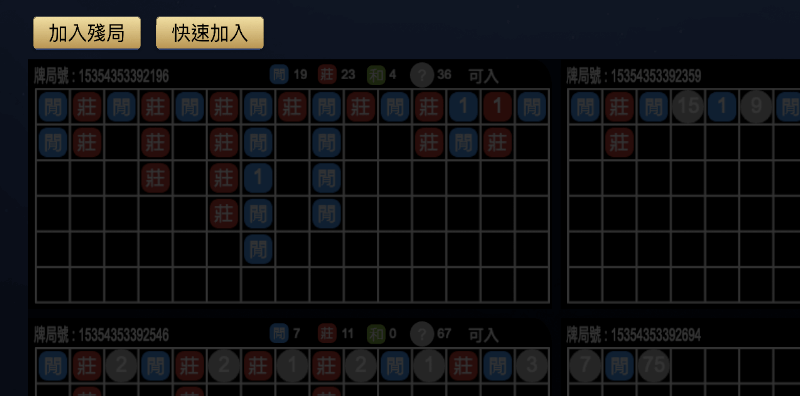 加入殘局 快速加入
牌局號 : 15354353392196 閒 19 莊 23 和 4 ? 36 可入 牌局號 : 15354353392359
閒 莊 閒 莊 閒 莊 閒 莊 閒 莊 閒 莊 1 1 閒 閒 莊 閒 15 1 9 閒
閒 莊 莊 莊 閒 閒 莊 閒 莊 莊
莊 莊 1 閒
莊 閒 閒
閒
牌局號 : 15354353392546 閒 7 莊 11 和 0 ? 67 可入 牌局號 : 15354353392694
閒 莊 2 閒 莊 2 莊 1 莊 2 閒 1 莊 閒 3 7 閒 75